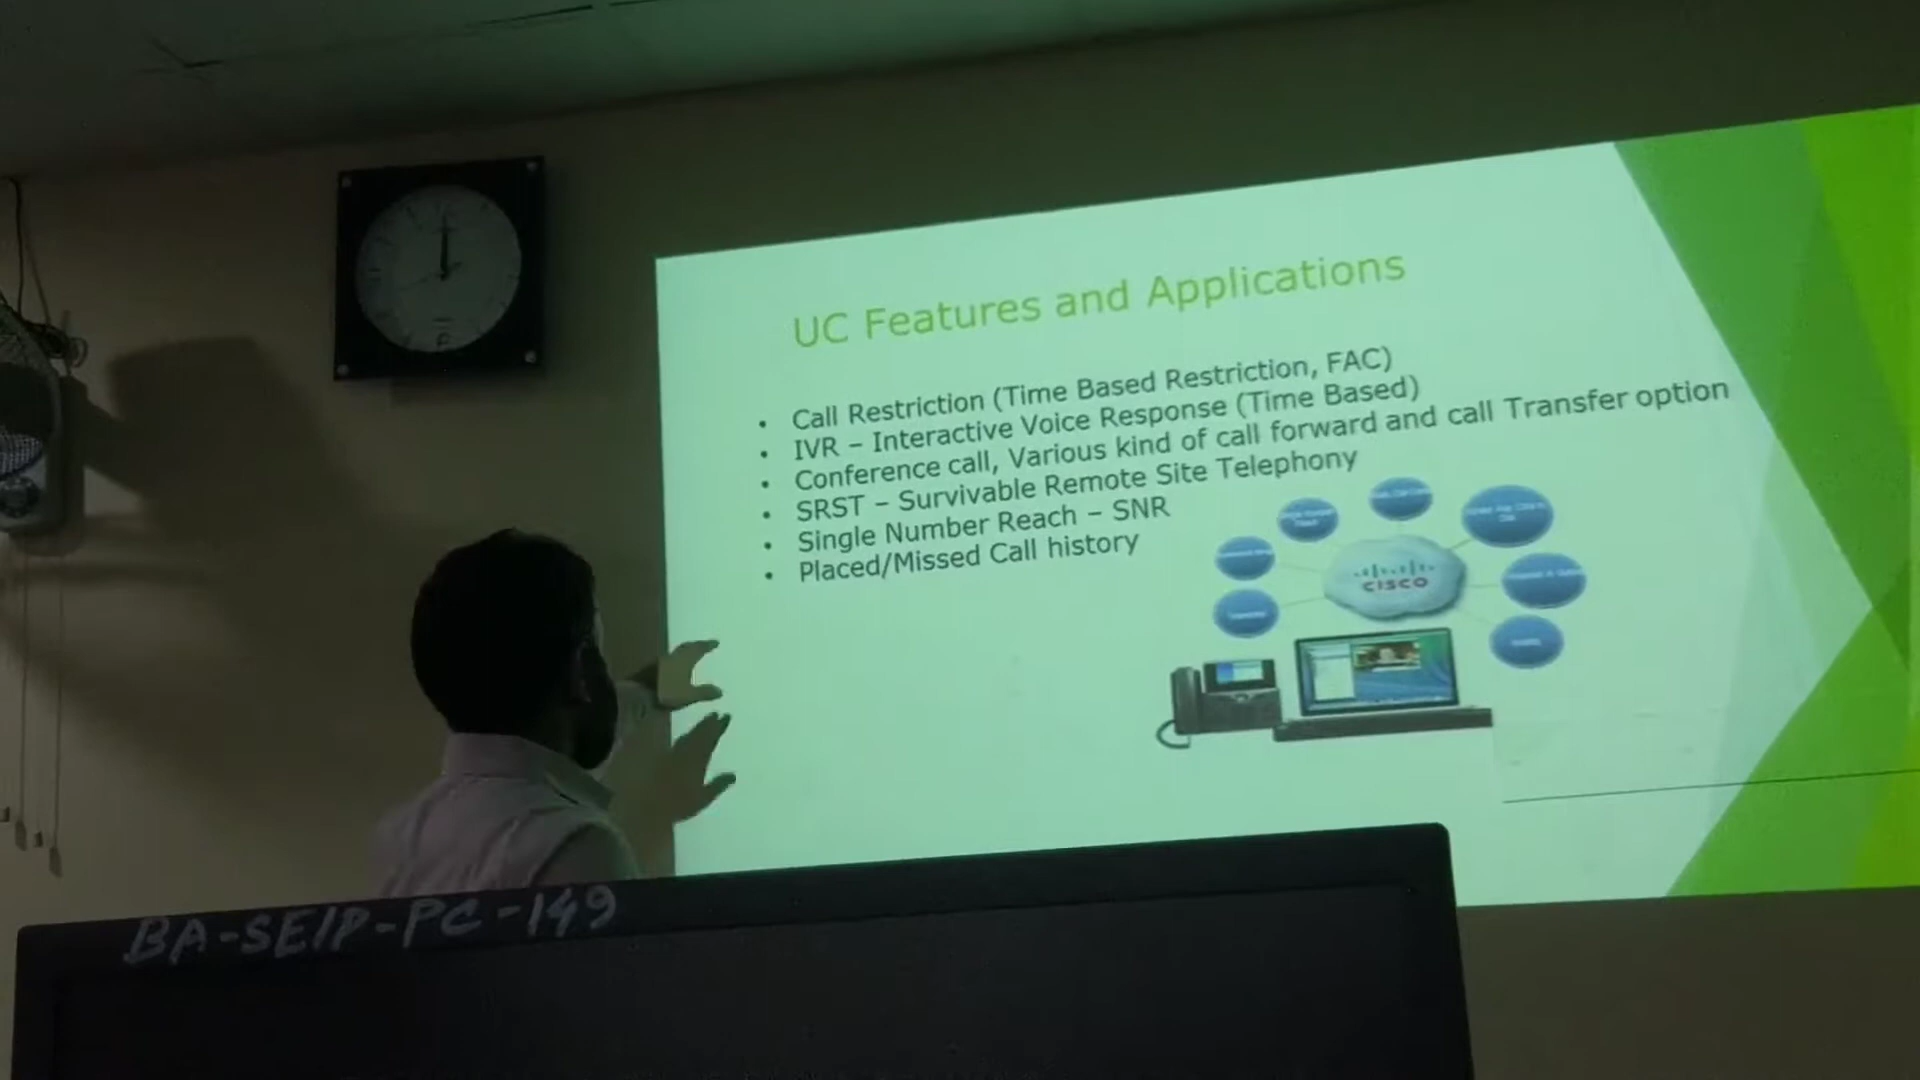 UC Features and Applications
• Call Restriction (Time Based Restriction, FAC)
• IVR – Interactive Voice Response (Time Based)
• Conference call, Various kind of call forward and call Transfer option
• SRST – Survivable Remote Site Telephony
• Single Number Reach – SNR
• Placed/Missed Call history
CISCO
BA-SEIP-PC-149